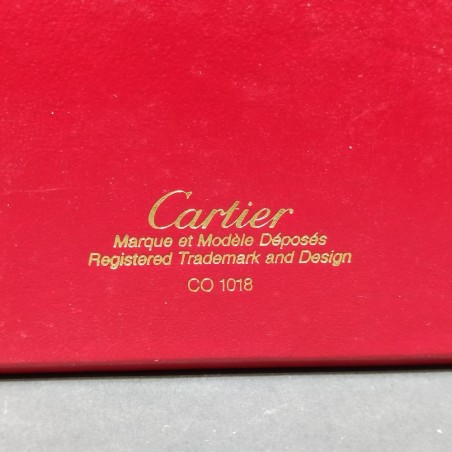 Cartier
Marque et Modèle Déposés
Registered Trademark and Design
CO 1018